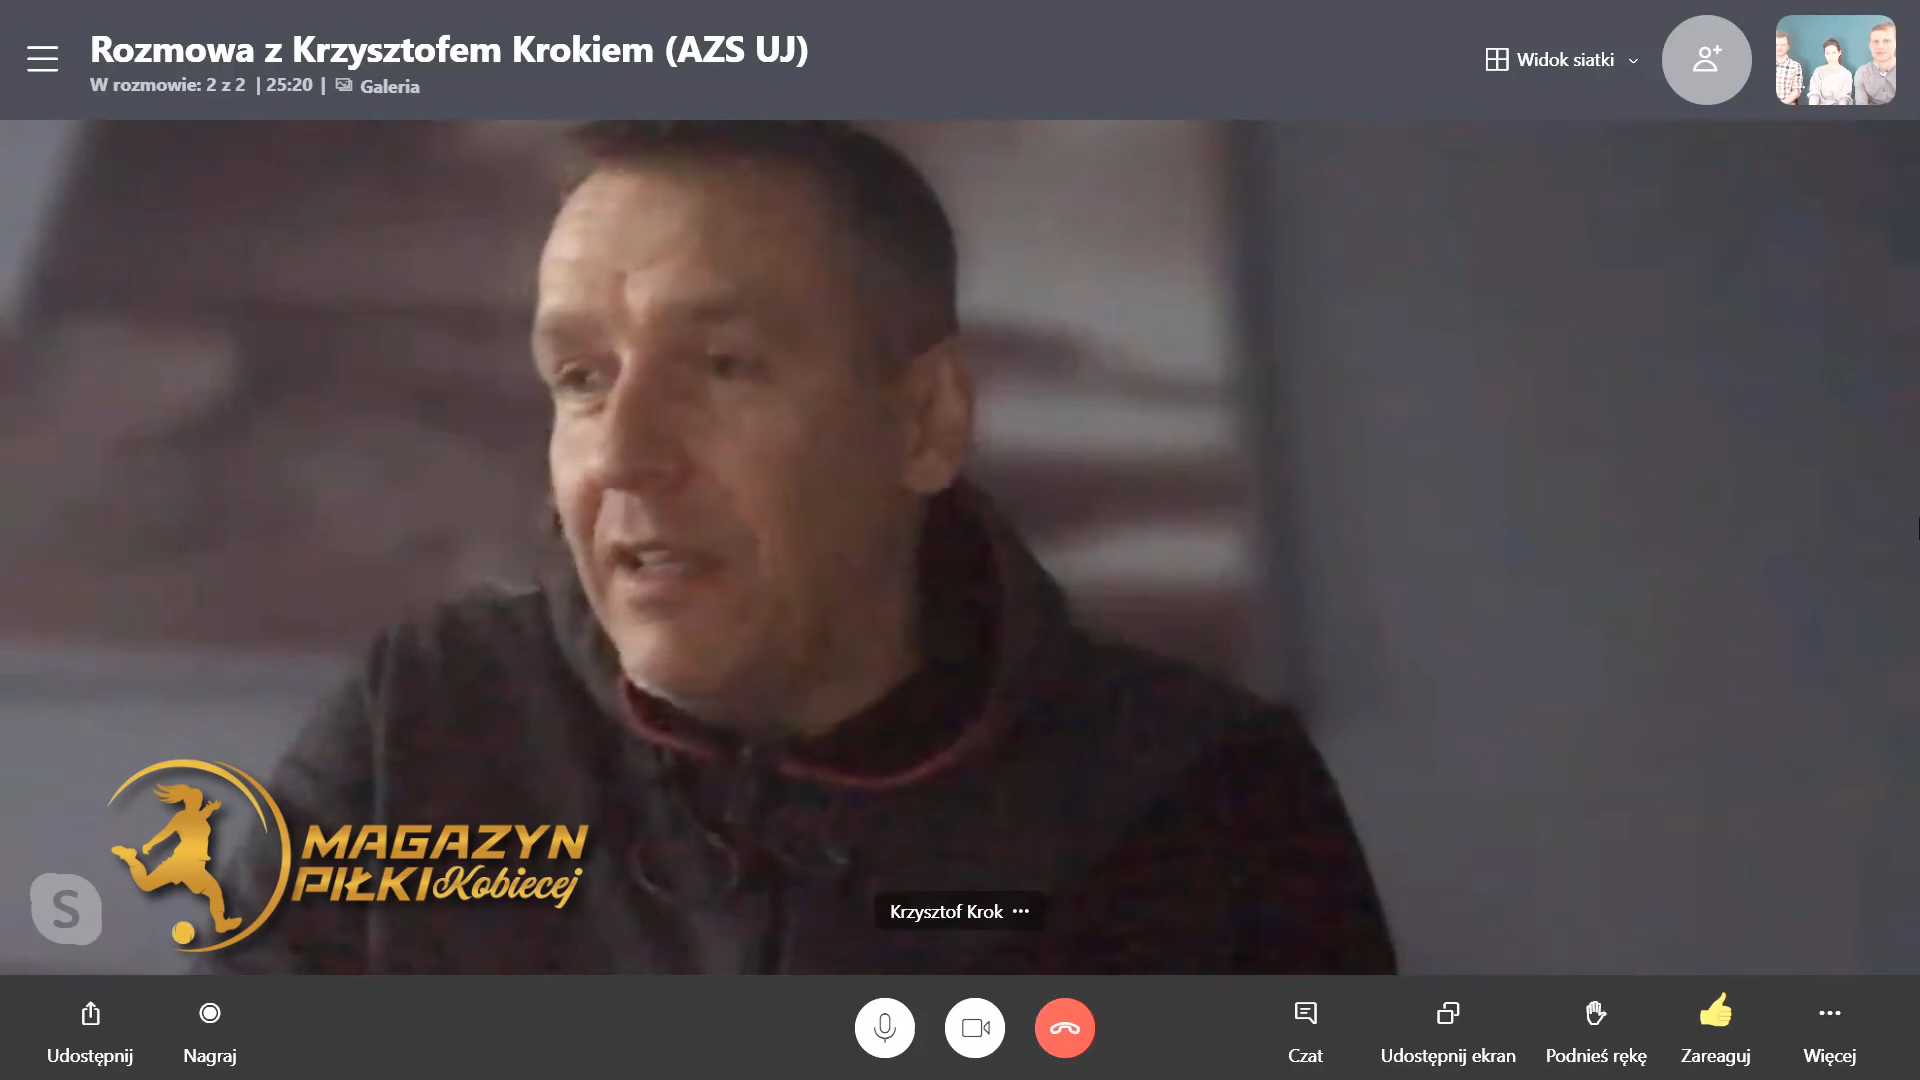 Rozmowa z Krzysztofem Krokiem (AZS UJ)
W rozmowie: 2 z 2 | 25:20 | Galeria
Widok siatki
MAGAZYN
PIŁKI Kobiecej
S
Krzysztof Krok
Udostępnij
Nagraj
Czat
Udostępnij ekran
Podnieś rękę
Zareaguj
Więcej